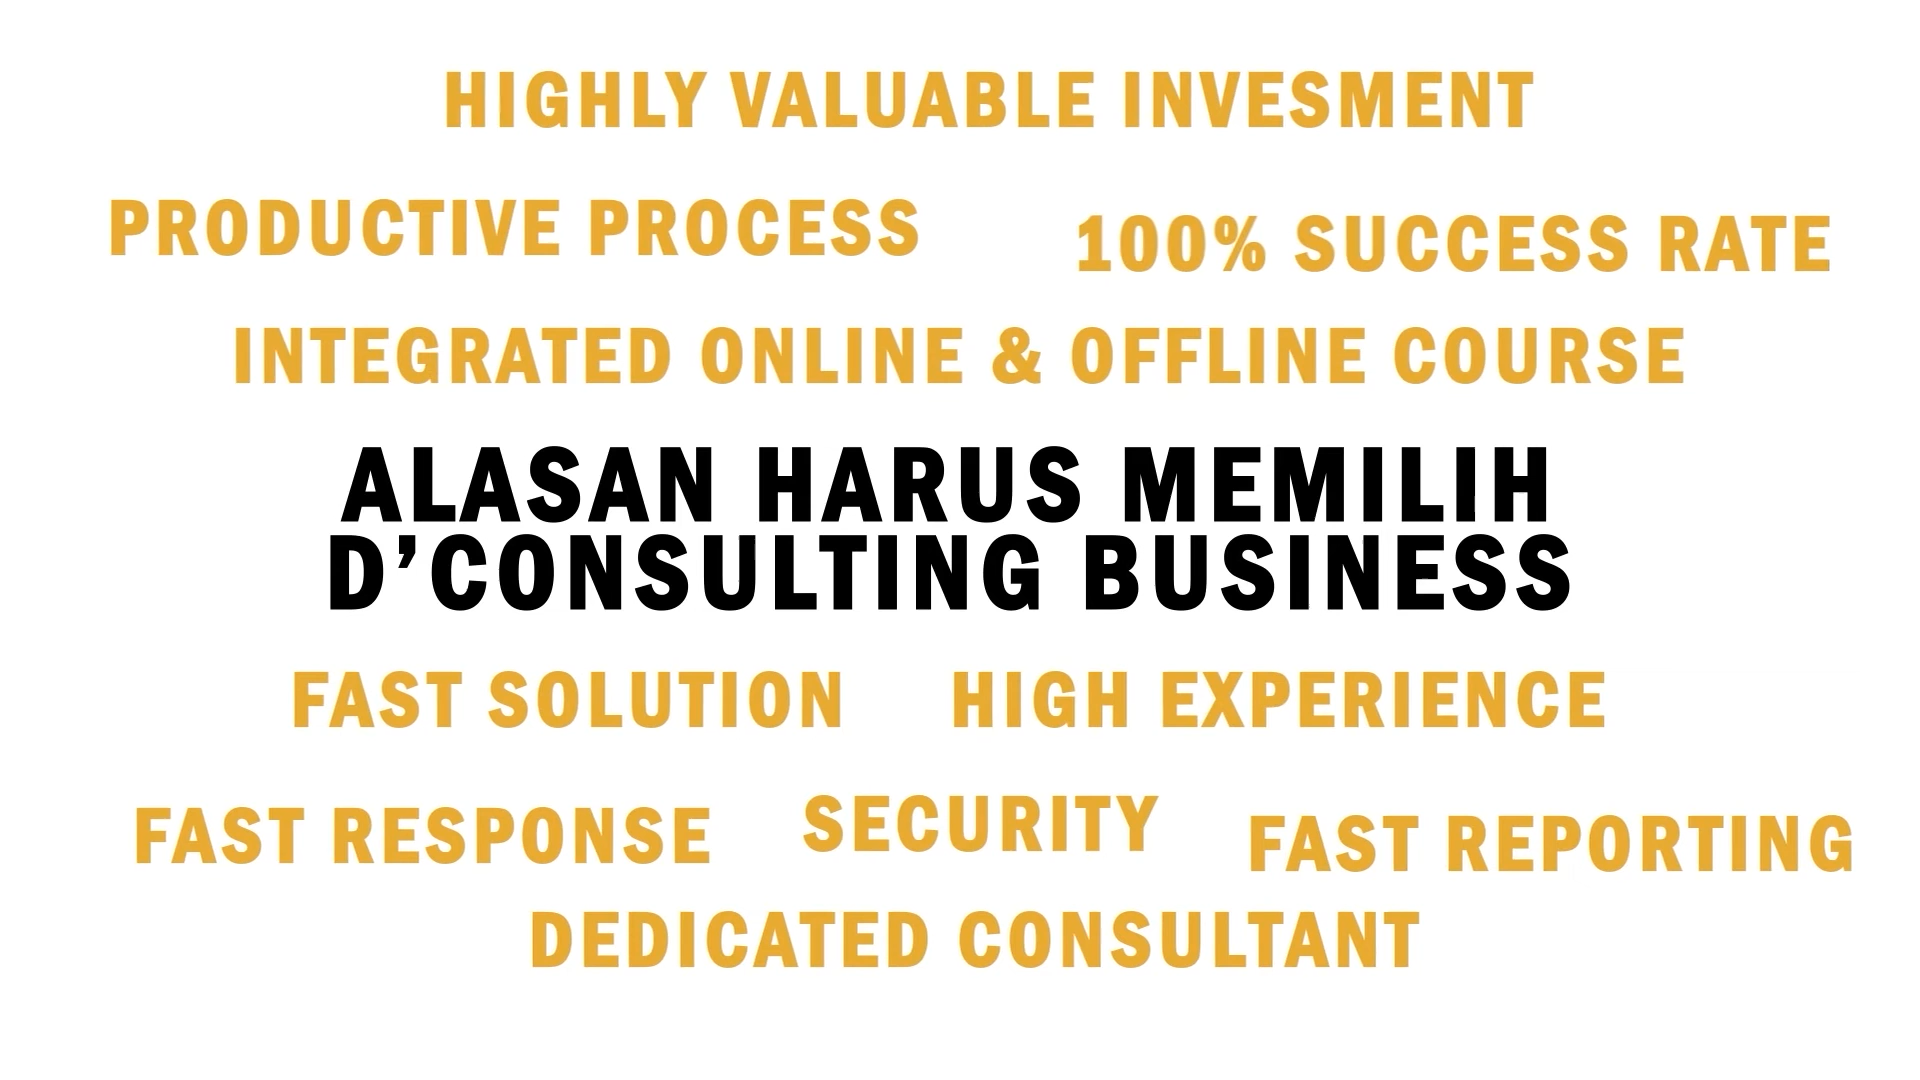 HIGHLY VALUABLE INVESMENT
PRODUCTIVE PROCESS
100% SUCCESS RATE
INTEGRATED ONLINE & OFFLINE COURSE
ALASAN HARUS MEMILIH
D’CONSULTING BUSINESS
FAST SOLUTION
HIGH EXPERIENCE
FAST RESPONSE
SECURITY
FAST REPORTING
DEDICATED CONSULTANT